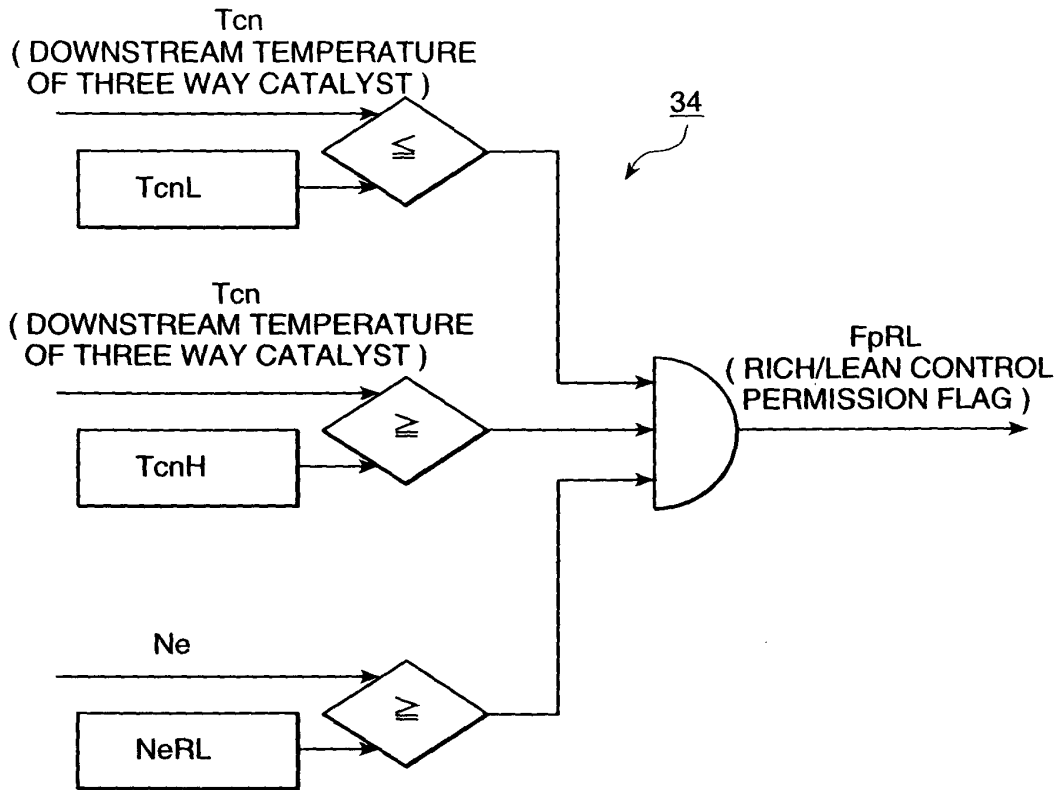 Tcn
( DOWNSTREAM TEMPERATURE
OF THREE WAY CATALYST )
≦
34
TcnL
Tcn
( DOWNSTREAM TEMPERATURE
OF THREE WAY CATALYST )
≧
TcnH
FpRL
( RICH/LEAN CONTROL
PERMISSION FLAG )
Ne
≧
NeRL